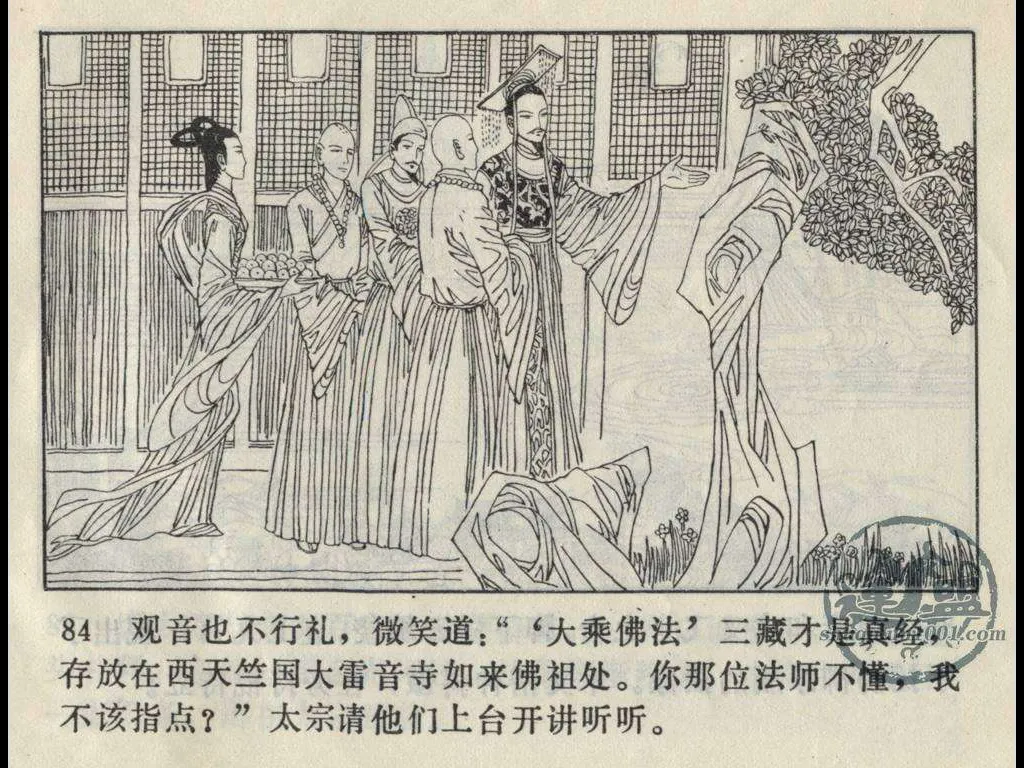 84 观音也不行礼，微笑道：“‘大乘佛法’三藏才是真经，
存放在西天竺国大雷音寺如来佛祖处。你那位法师不懂，我
不该指点？”太宗请他们上台开讲听听。
连盟
shuku1001.com